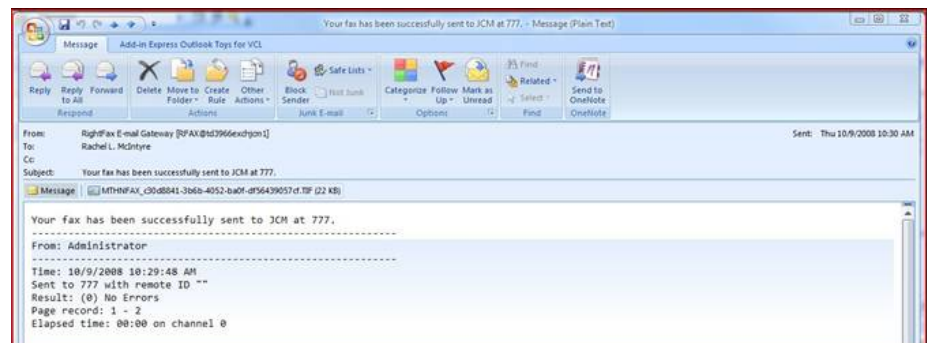 Your fax has been successfully sent to JCM at 777. - Message (Plain Text)
Message Add-in Express Outlook Toys for VCL
Reply Reply to All Forward Delete Move to Folder Create Rule Other Actions Block Sender Safe Lists Not Junk Categorize Follow Up Mark as Unread Find Related Select Send to OneNote
Respond Actions Junk E-mail Options Find OneNote
From: RightFax E-mail Gateway [RFAX@td3966exchjon1] Sent: Thu 10/9/2008 10:30 AM
To: Rachel L. McIntyre
Cc:
Subject: Your fax has been successfully sent to JCM at 777.
Message MTHNFAX_c30d8841-3b6b-4052-ba0f-df56439057cf.TIF (22 KB)
Your fax has been successfully sent to JCM at 777.
------------------------------------------------------------
From: Administrator
------------------------------------------------------------
Time: 10/9/2008 10:29:48 AM
Sent to 777 with remote ID ""
Result: (0) No Errors
Page record: 1 - 2
Elapsed time: 00:00 on channel 0